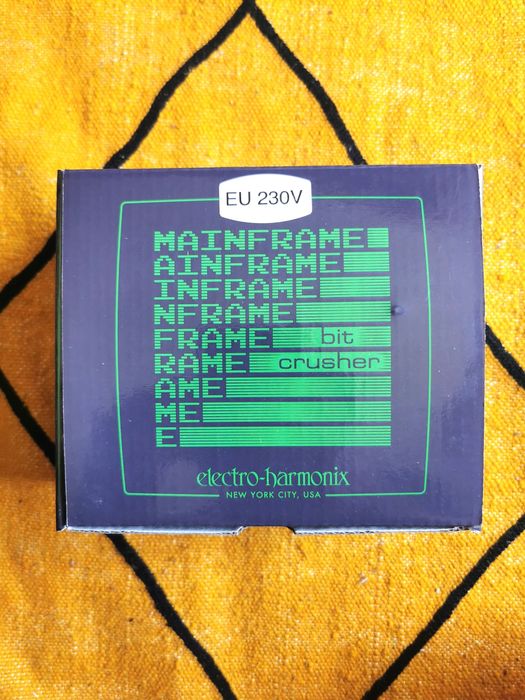 EU 230V
MAINFRAME
AINFRAME
INFRAME
NFRAME
FRAME bit
RAME crusher
AME
ME
E
electro-harmonix
NEW YORK CITY, USA